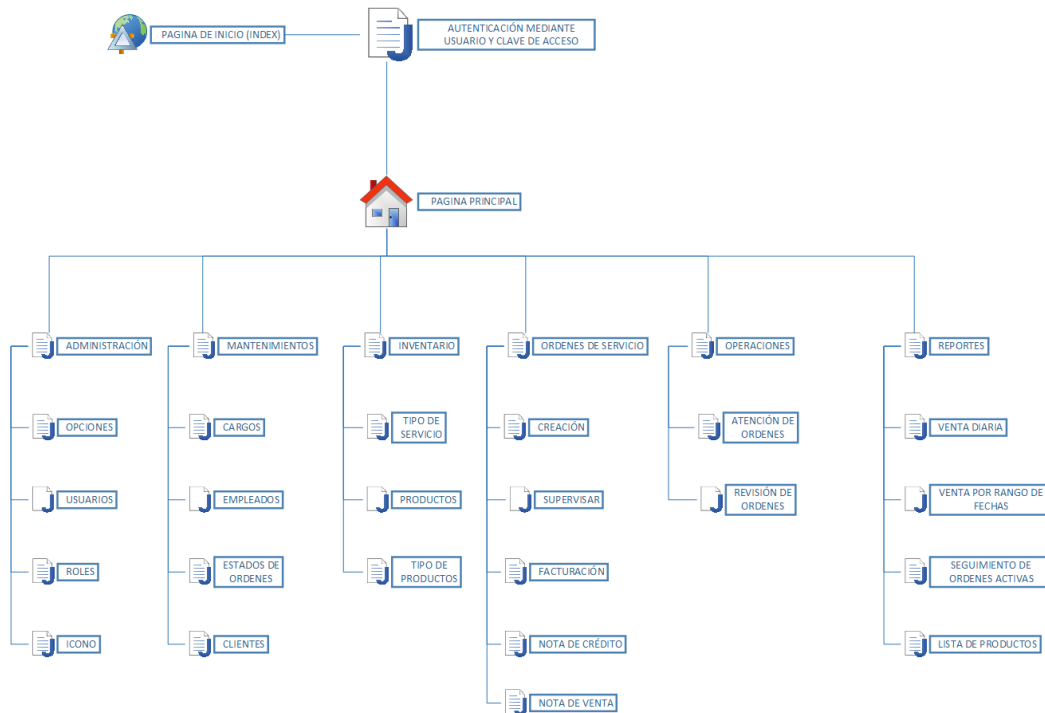 PAGINA DE INICIO (INDEX)
AUTENTICACIÓN MEDIANTE
USUARIO Y CLAVE DE ACCESO
PAGINA PRINCIPAL
ADMINISTRACIÓN
OPCIONES
USUARIOS
ROLES
ICONO
MANTENIMIENTOS
CARGOS
EMPLEADOS
ESTADOS DE
ORDENES
CLIENTES
INVENTARIO
TIPO DE
SERVICIO
PRODUCTOS
TIPO DE
PRODUCTOS
ORDENES DE SERVICIO
CREACIÓN
SUPERVISAR
FACTURACIÓN
NOTA DE CRÉDITO
NOTA DE VENTA
OPERACIONES
ATENCIÓN DE
ORDENES
REVISIÓN DE
ORDENES
REPORTES
VENTA DIARIA
VENTA POR RANGO DE
FECHAS
SEGUIMIENTO DE
ORDENES ACTIVAS
LISTA DE PRODUCTOS